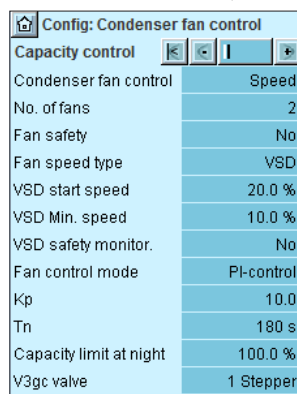 Config: Condenser fan control
Capacity control
Condenser fan control Speed
No. of fans 2
Fan safety No
Fan speed type VSD
VSD start speed 20.0 %
VSD Min. speed 10.0 %
VSD safety monitor. No
Fan control mode PI-control
Kp 10.0
Tn 180 s
Capacity limit at night 100.0 %
V3gc valve 1 Stepper